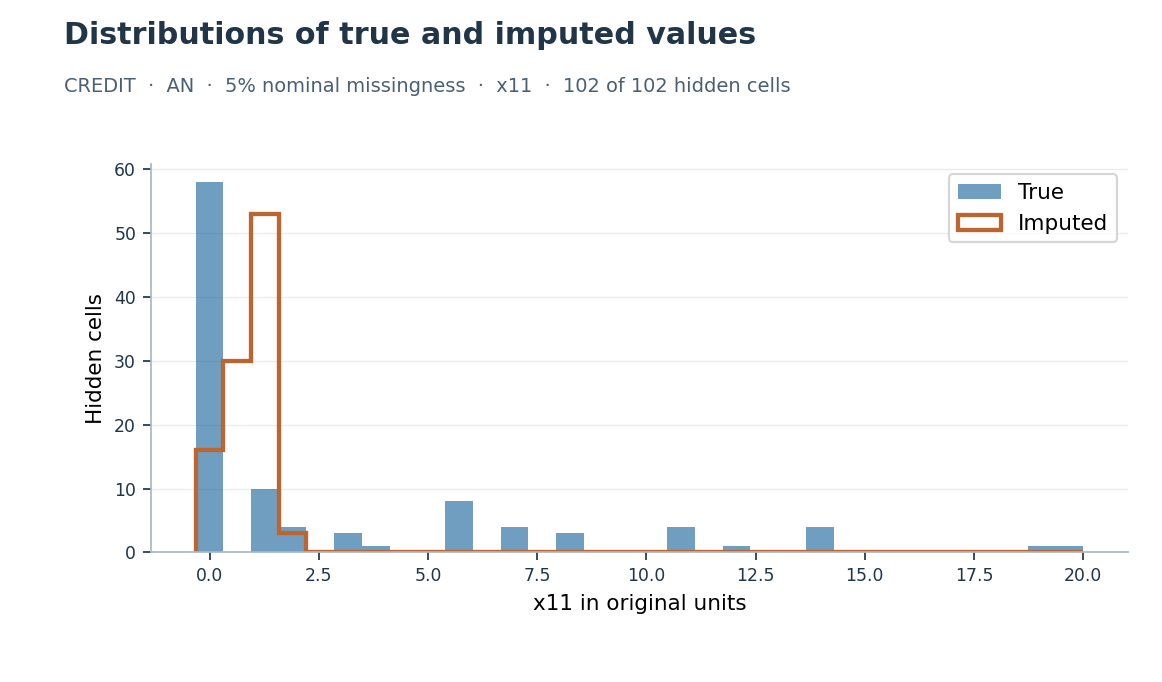 Distributions of true and imputed values
CREDIT · AN · 5% nominal missingness · x11 · 102 of 102 hidden cells
60
50
40
30
20
10
0
Hidden cells
True
Imputed
0.0 2.5 5.0 7.5 10.0 12.5 15.0 17.5 20.0
x11 in original units